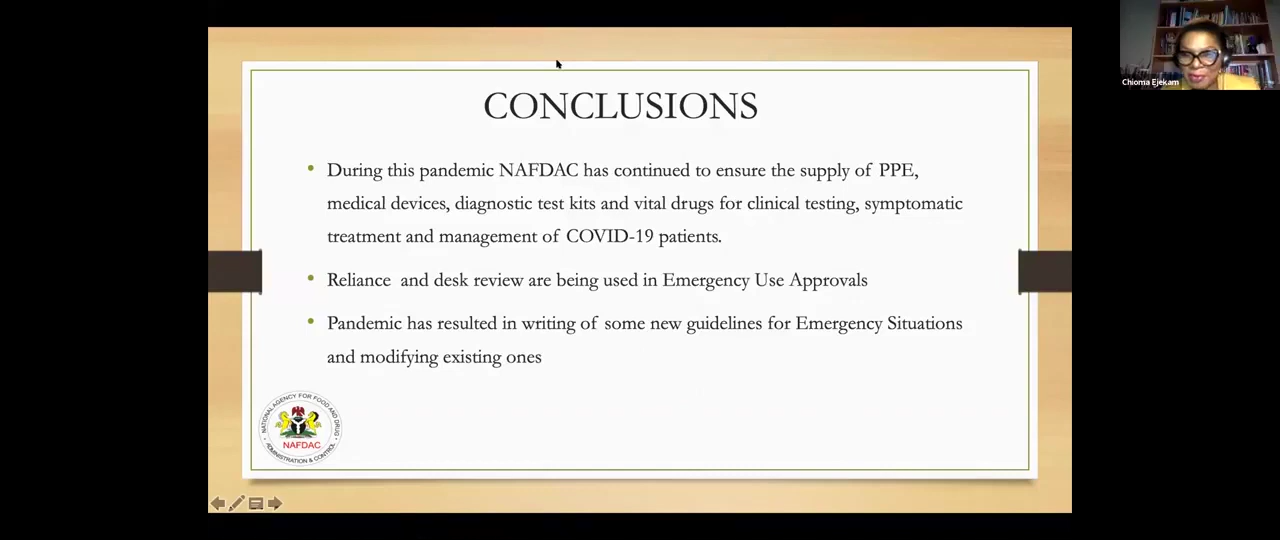 CONCLUSIONS
During this pandemic NAFDAC has continued to ensure the supply of PPE,
medical devices, diagnostic test kits and vital drugs for clinical testing, symptomatic
treatment and management of COVID-19 patients.
Reliance and desk review are being used in Emergency Use Approvals
Pandemic has resulted in writing of some new guidelines for Emergency Situations
and modifying existing ones
NATIONAL AGENCY FOR FOOD AND DRUG
ADMINISTRATION & CONTROL
NAFDAC
Chioma Ejekam